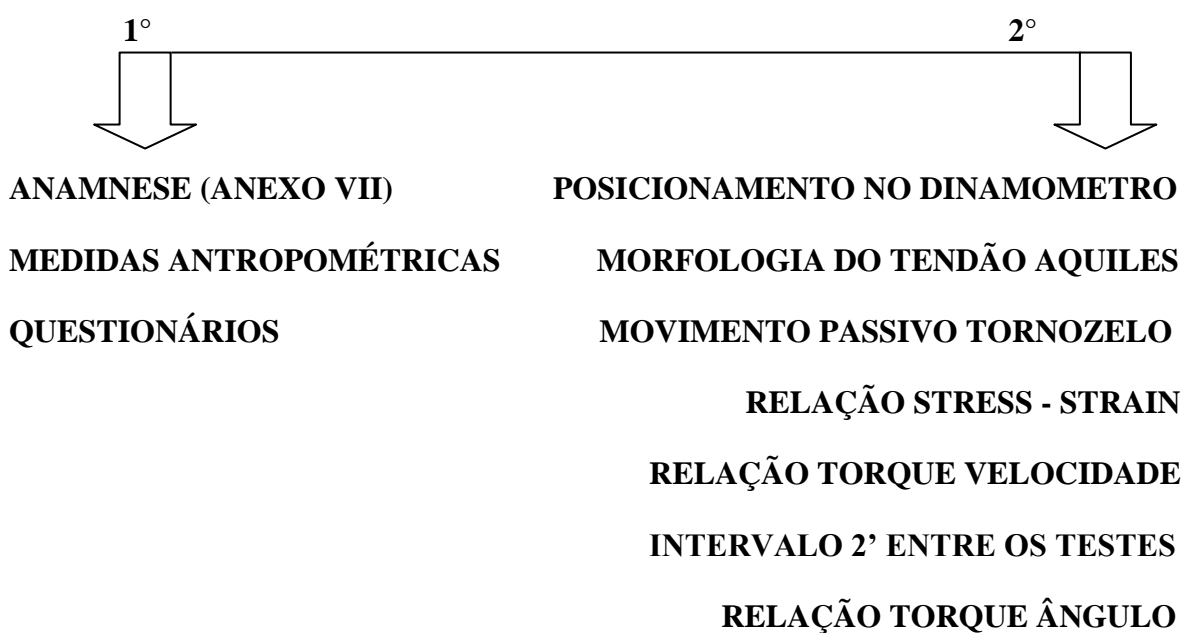 1° 2°
ANAMNESE (ANEXO VII) POSICIONAMENTO NO DINAMOMETRO
MEDIDAS ANTROPOMÉTRICAS MORFOLOGIA DO TENDÃO AQUILES
QUESTIONÁRIOS MOVIMENTO PASSIVO TORNOZELO
RELAÇÃO STRESS - STRAIN
RELAÇÃO TORQUE VELOCIDADE
INTERVALO 2’ ENTRE OS TESTES
RELAÇÃO TORQUE ÂNGULO